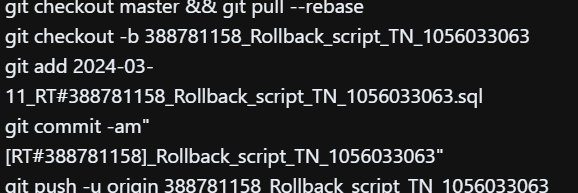 git checkout master && git pull --rebase
git checkout -b 388781158_Rollback_script_TN_1056033063
git add 2024-03-
11_RT#388781158_Rollback_script_TN_1056033063.sql
git commit -am"
[RT#388781158]_Rollback_script_TN_1056033063"
git push -u origin 388781158_Rollback_script_TN_1056033063